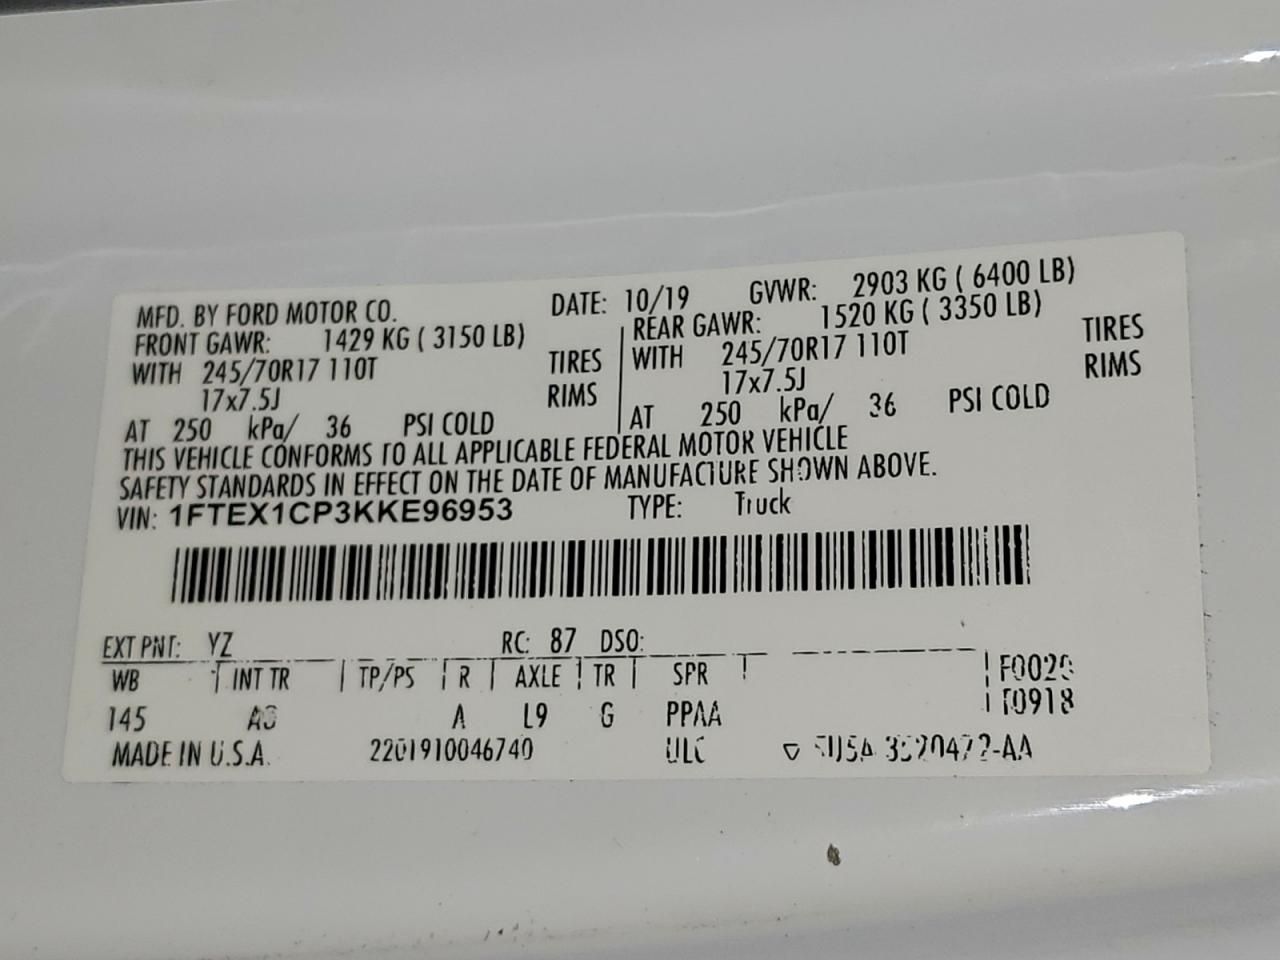 MFD. BY FORD MOTOR CO. DATE: 10/19 GVWR: 2903 KG ( 6400 LB)
FRONT GAWR: 1429 KG ( 3150 LB) REAR GAWR: 1520 KG ( 3350 LB)
WITH 245/70R17 110T TIRES WITH 245/70R17 110T TIRES
17x7.5J RIMS 17x7.5J RIMS
AT 250 kPa/ 36 PSI COLD AT 250 kPa/ 36 PSI COLD
THIS VEHICLE CONFORMS TO ALL APPLICABLE FEDERAL MOTOR VEHICLE
SAFETY STANDARDS IN EFFECT ON THE DATE OF MANUFACTURE SHOWN ABOVE.
VIN: 1FTEX1CP3KKE96953 TYPE: Truck
EXT PNT: YZ RC: 87 DSO:
WB INT TR TP/PS R AXLE TR SPR
145 A L9 G PPAA
MADE IN U.S.A. 2201910046740 ULC